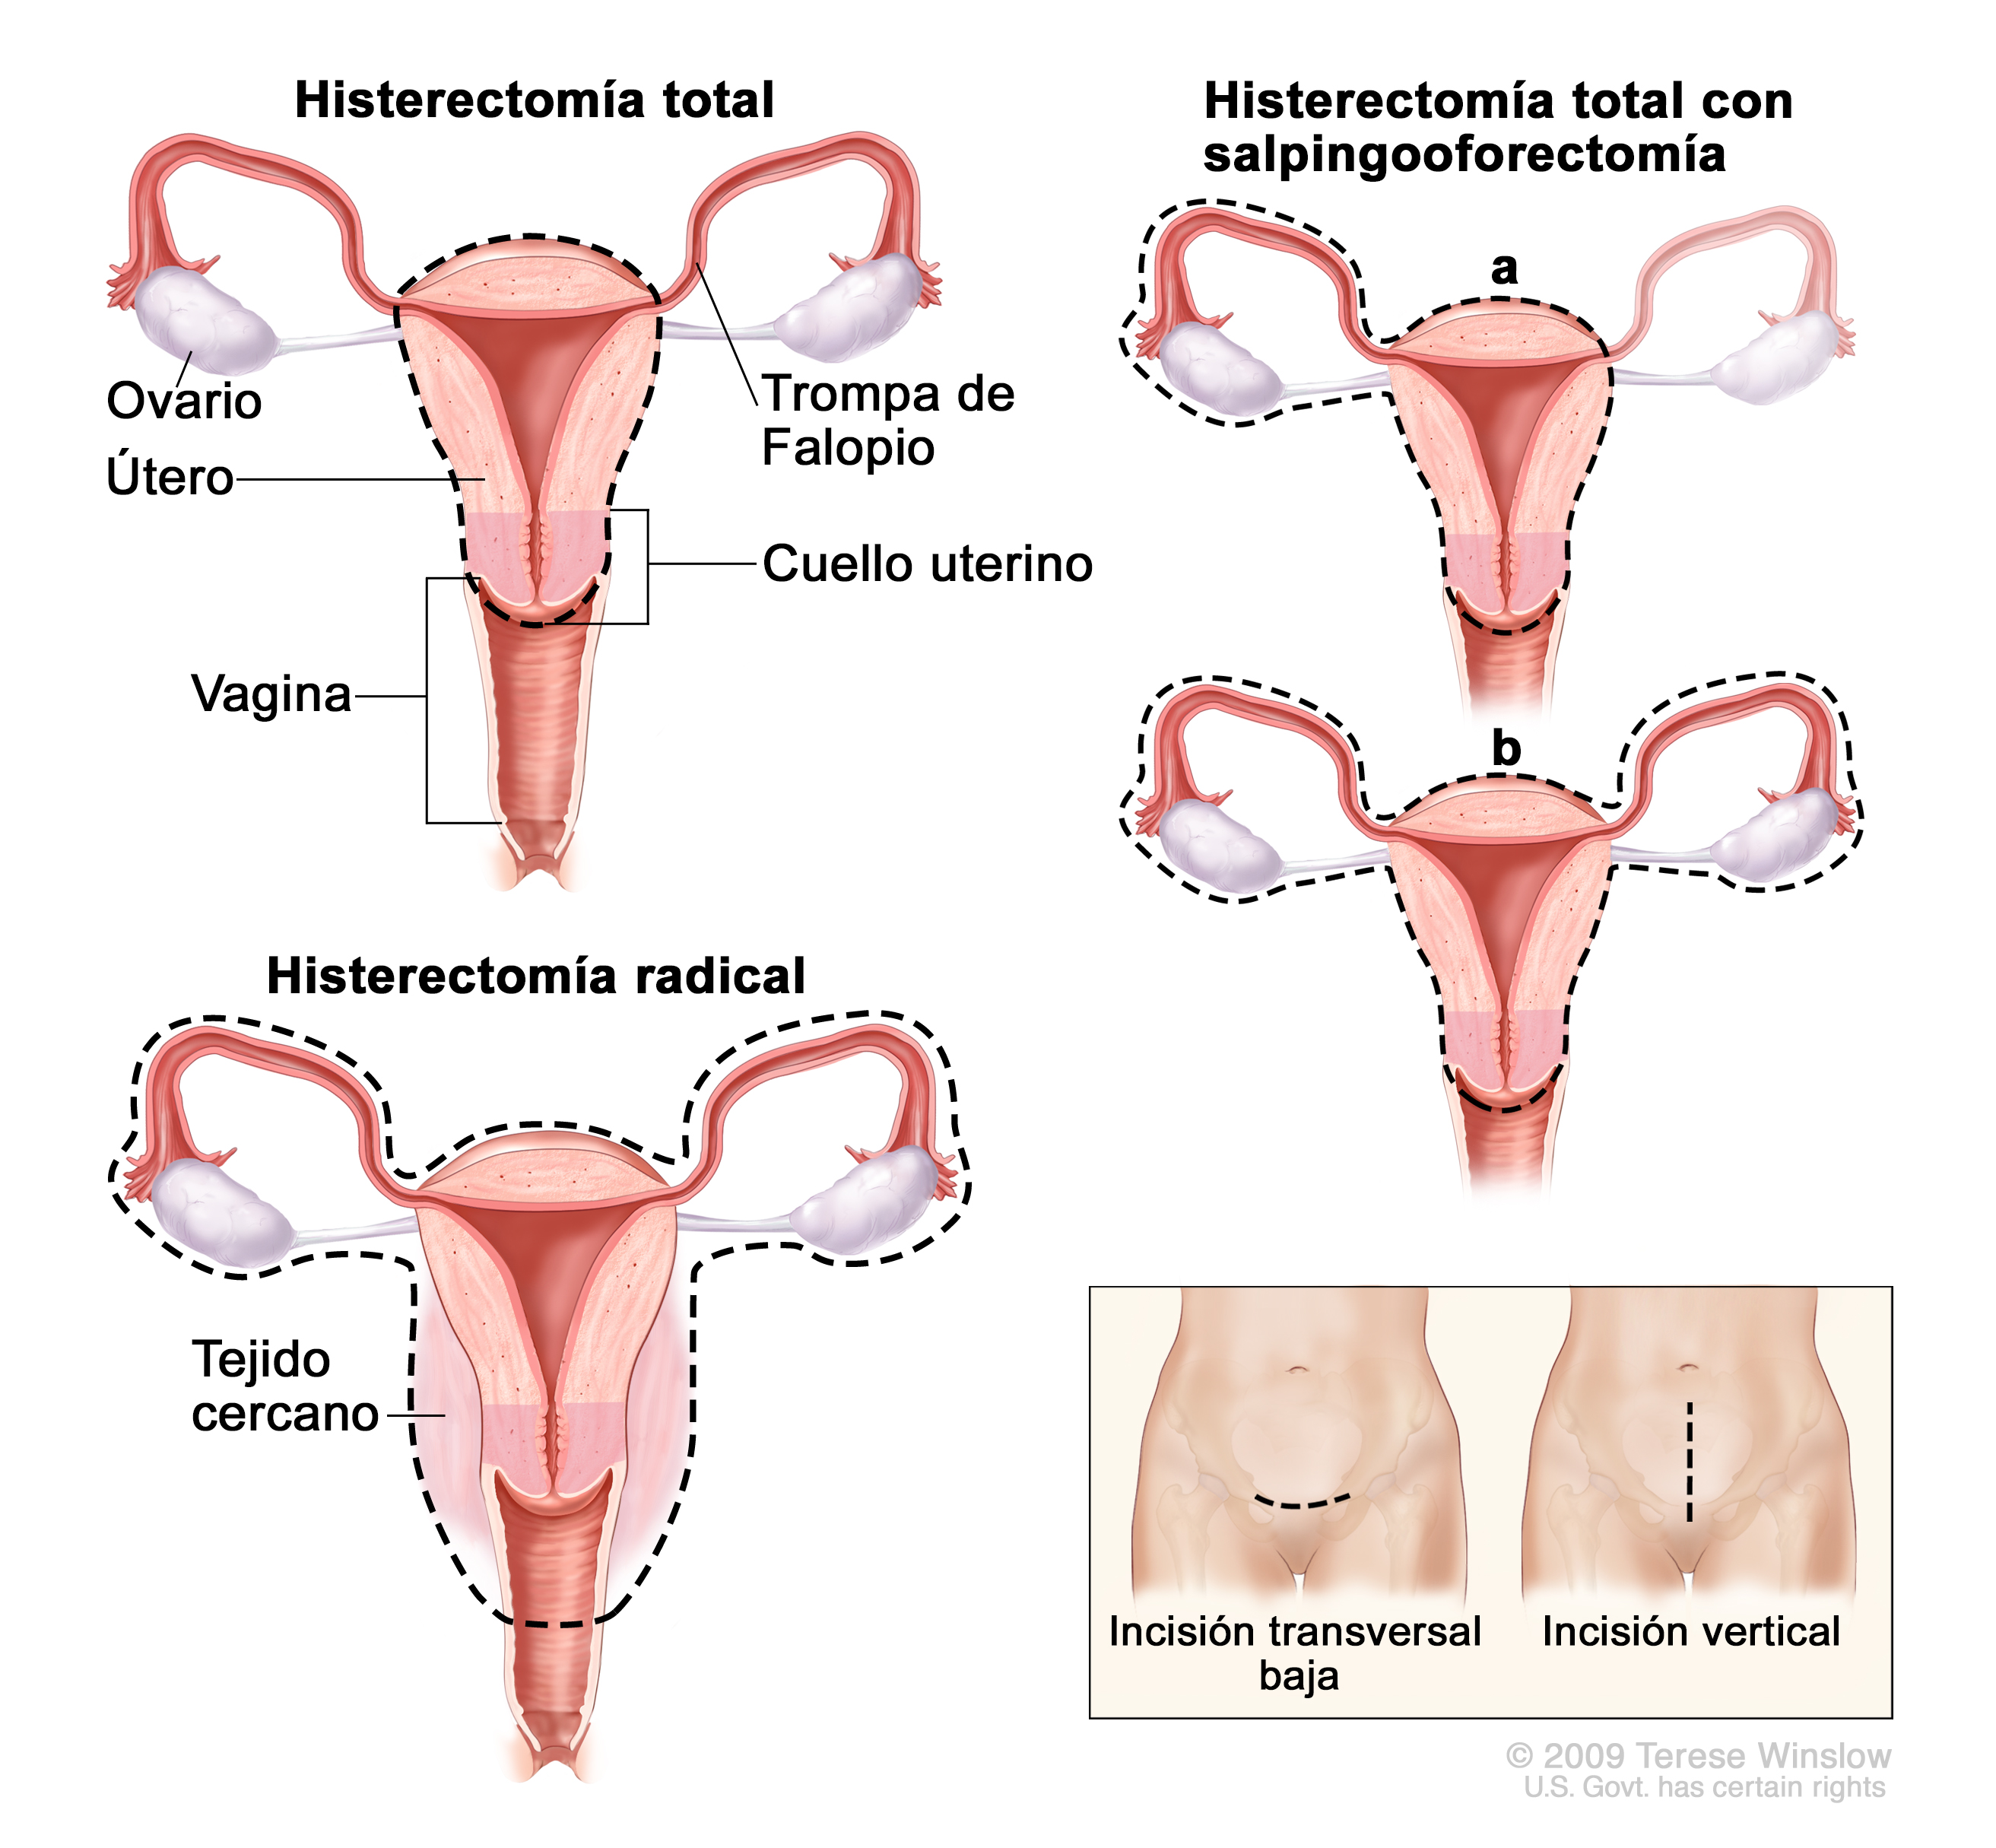 Histerectomía total
Ovario
Útero
Trompa de
Falopio
Cuello uterino
Vagina
Histerectomía total con
salpingooforectomía
a
b
Histerectomía radical
Tejido
cercano
Incisión transversal
baja
Incisión vertical
© 2009 Terese Winslow
U.S. Govt. has certain rights